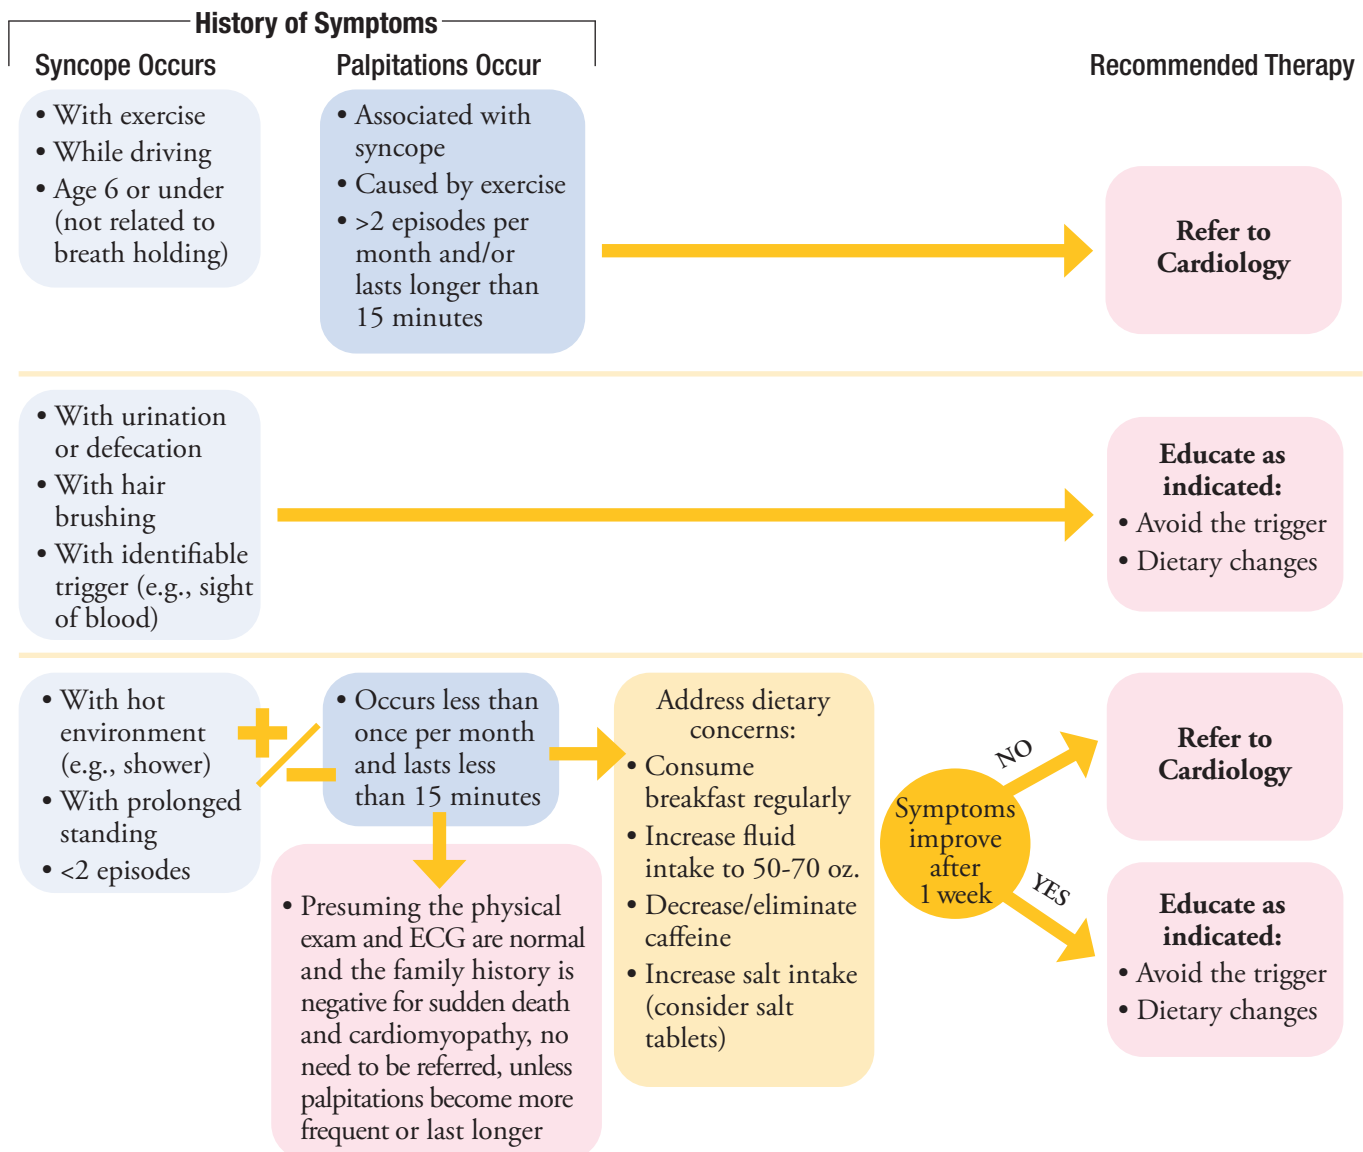 History of Symptoms
Syncope Occurs
Palpitations Occur
Recommended Therapy
• With exercise
• While driving
• Age 6 or under
(not related to
breath holding)
• Associated with
syncope
• Caused by exercise
• >2 episodes per
month and/or
lasts longer than
15 minutes
Refer to
Cardiology
• With urination
or defecation
• With hair
brushing
• With identifiable
trigger (e.g., sight
of blood)
Educate as
indicated:
• Avoid the trigger
• Dietary changes
• With hot
environment
(e.g., shower)
• With prolonged
standing
• <2 episodes
• Occurs less than
once per month
and lasts less
than 15 minutes
• Presuming the physical
exam and ECG are normal
and the family history is
negative for sudden death
and cardiomyopathy, no
need to be referred, unless
palpitations become more
frequent or last longer
Address dietary
concerns:
• Consume
breakfast regularly
• Increase fluid
intake to 50-70 oz.
• Decrease/eliminate
caffeine
• Increase salt intake
(consider salt
tablets)
Symptoms
improve
after
1 week
NO
Refer to
Cardiology
YES
Educate as
indicated:
• Avoid the trigger
• Dietary changes